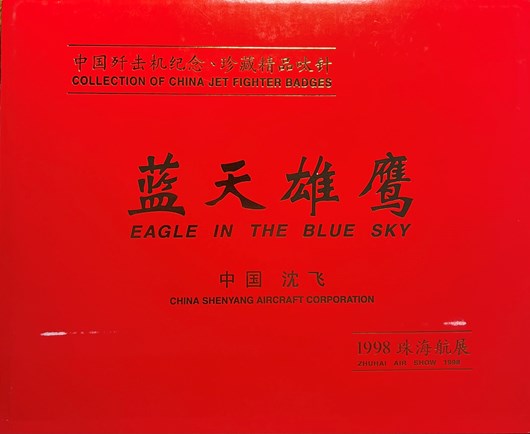 中国歼击机纪念·珍藏精品呔针
COLLECTION OF CHINA JET FIGHTER BADGES
蓝天雄鹰
EAGLE IN THE BLUE SKY
中国 沈飞
CHINA SHENYANG AIRCRAFT CORPORATION
1998 珠海航展
ZHUHAI AIR SHOW 1998